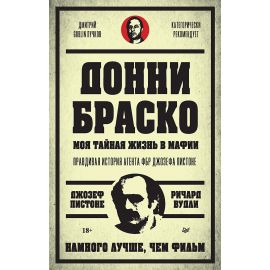 ДМИТРИЙ GOBLIN ПУЧКОВ
КАТЕГОРИЧЕСКИ РЕКОМЕНДУЕТ
ДОННИ
БРАСКО
МОЯ ТАЙНАЯ ЖИЗНЬ В МАФИИ
ПРАВДИВАЯ ИСТОРИЯ АГЕНТА ФБР ДЖОЗЕФА ПИСТОНЕ
ДЖОЗЕФ
ПИСТОНЕ
РИЧАРД
ВУДЛИ
18+
НАМНОГО ЛУЧШЕ, ЧЕМ ФИЛЬМ